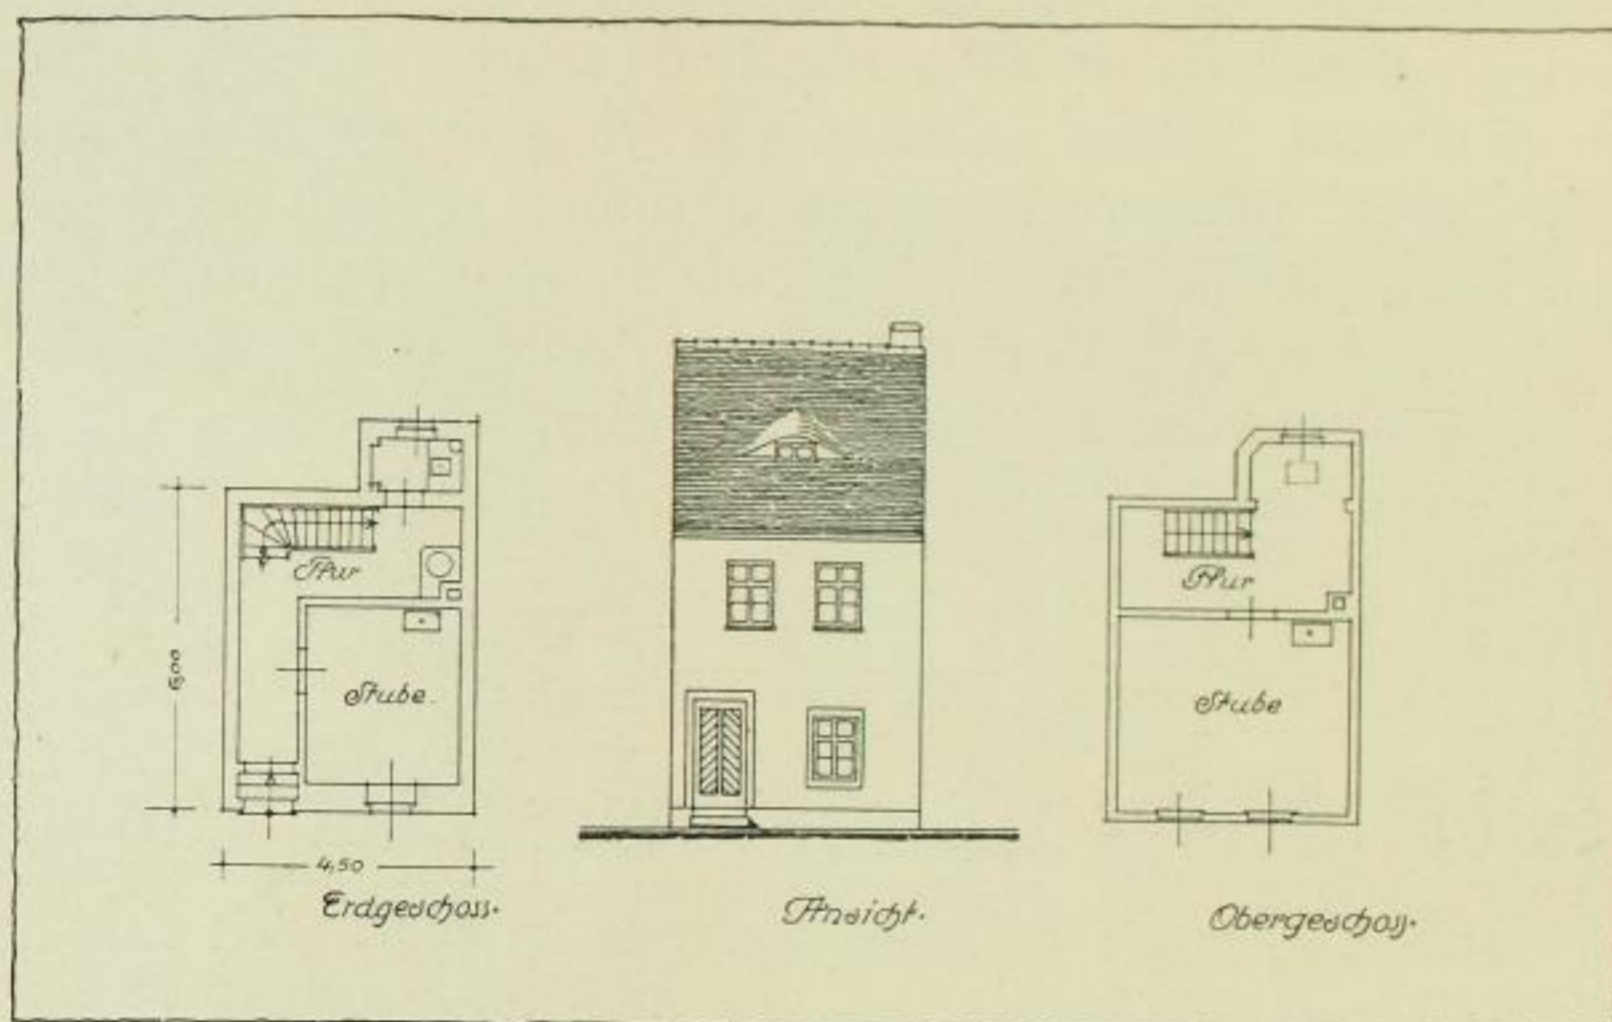 Flur
Stube
6,00
4,50
Erdgeschoss.
Ansicht.
Flur
Stube
Obergeschoss.